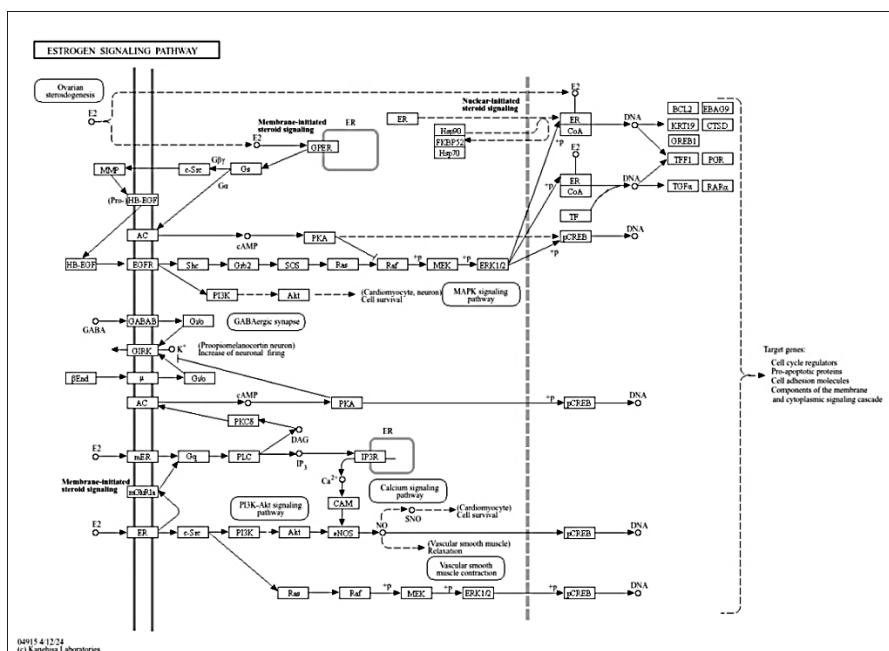 ESTROGEN SIGNALING PATHWAY
Ovarian
steroidogenesis
E2
E2
Membrane-initiated
steroid signaling
ER
GPER
Nuclear-initiated
steroid signaling
ER
Hsp90
FKBP52
Hsp70
E2
ER
CoA
DNA
BCL2
EBAG9
KRT19
CTSD
GREB1
TFF1
PGR
E2
ER
CoA
TF
DNA
TGFα
RARα
+p
+p
+p
MMP
c-Src
Gβγ
Gs
Gα
(Pro-)
HB-EGF
AC
cAMP
PKA
pCREB
DNA
HB-EGF
EGFR
Shc
Grb2
SOS
Ras
Raf
+p
MEK
+p
ERK1/2
PI3K
Akt
(Cardiomyocyte, neuron)
Cell survival
MAPK signaling
pathway
GABA
GABAB
Gi/o
GABAergic synapse
GIRK
K+
(Proopiomelanocortin neuron)
Increase of neuronal firing
βEnd
μ
Gi/o
AC
cAMP
PKA
+p
pCREB
DNA
PKCδ
DAG
E2
mER
Gq
PLC
IP3
IP3R
ER
Ca2+
Membrane-initiated
steroid signaling
mGluR1a
CAM
Calcium signaling
pathway
PI3K-Akt signaling
pathway
E2
ER
c-Src
PI3K
Akt
eNOS
NO
SNO
(Cardiomyocyte)
Cell survival
(Vascular smooth muscle)
Relaxation
Vascular smooth
muscle contraction
pCREB
DNA
Ras
Raf
+p
MEK
+p
ERK1/2
+p
pCREB
DNA
Target genes:
Cell cycle regulators
Pro-apoptotic proteins
Cell adhesion molecules
Components of the membrane
and cytoplasmic signaling cascade
04915 4/12/24
(c) Kanehisa Laboratories